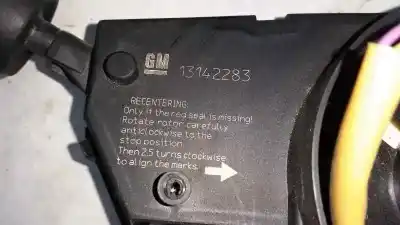 GM 13142283
RECENTERING
Only if the red seal is missing!
Rotate rotor carefully
anticlockwise to the
stop position.
Then 2.5 turns clockwise
to align the marks.